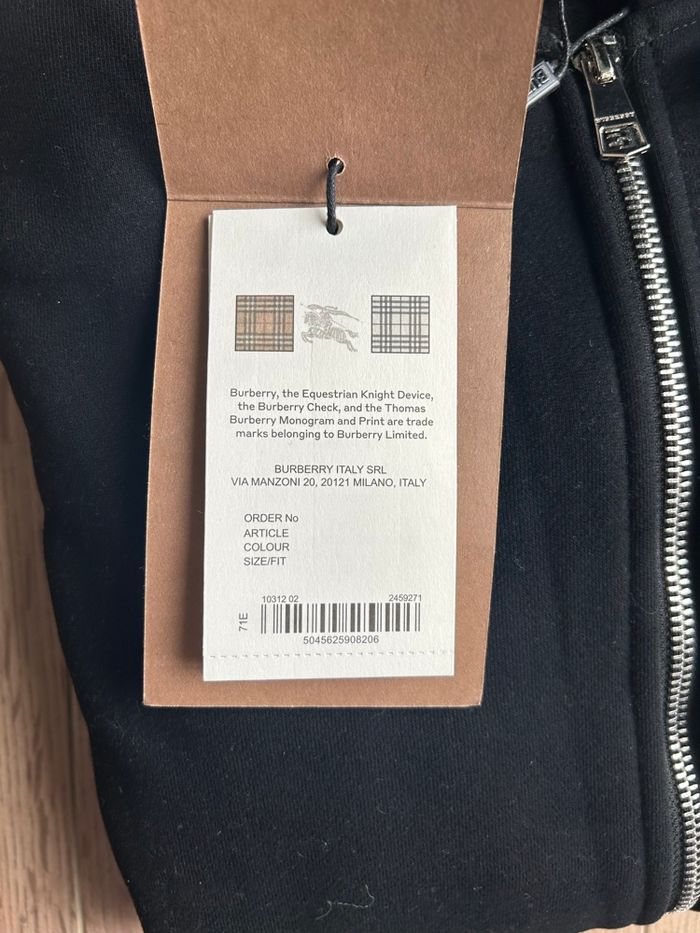 BURBERRY
Burberry, the Equestrian Knight Device,
the Burberry Check, and the Thomas
Burberry Monogram and Print are trade
marks belonging to Burberry Limited.
BURBERRY ITALY SRL
VIA MANZONI 20, 20121 MILANO, ITALY
ORDER No
ARTICLE
COLOUR
SIZE/FIT
10312 02 2459271
71E
5045625908206